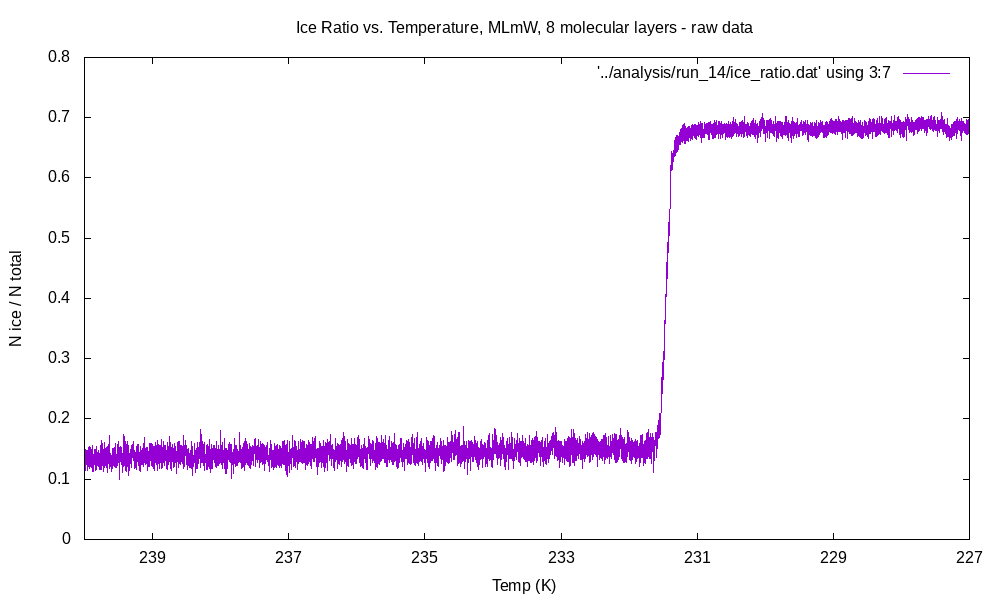 Ice Ratio vs. Temperature, MLmW, 8 molecular layers - raw data
'../analysis/run_14/ice_ratio.dat' using 3:7
0.8
0.7
0.6
0.5
0.4
0.3
0.2
0.1
0
N ice / N total
239 237 235 233 231 229 227
Temp (K)